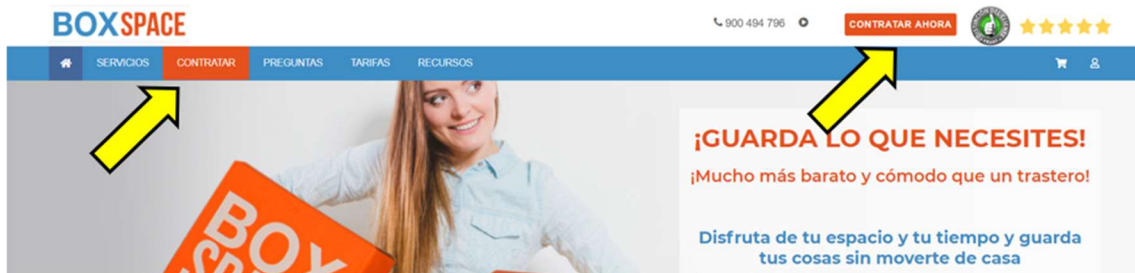 BOXSPACE
900 494 796
CONTRATAR AHORA
SERVICIOS
CONTRATAR
PREGUNTAS
TARIFAS
RECURSOS
¡GUARDA LO QUE NECESITES!
¡Mucho más barato y cómodo que un trastero!
Disfruta de tu espacio y tu tiempo y guarda
tus cosas sin moverte de casa
BOX